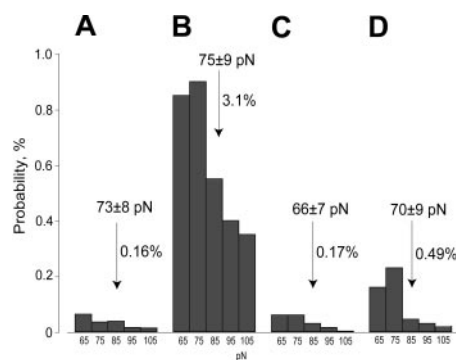 A B C D
Probability, %
1.0
0.8
0.6
0.4
0.2
0
73±8 pN
0.16%
75±9 pN
3.1%
66±7 pN
0.17%
70±9 pN
0.49%
65 75 85 95 105
65 75 85 95 105
65 75 85 95 105
65 75 85 95 105
pN